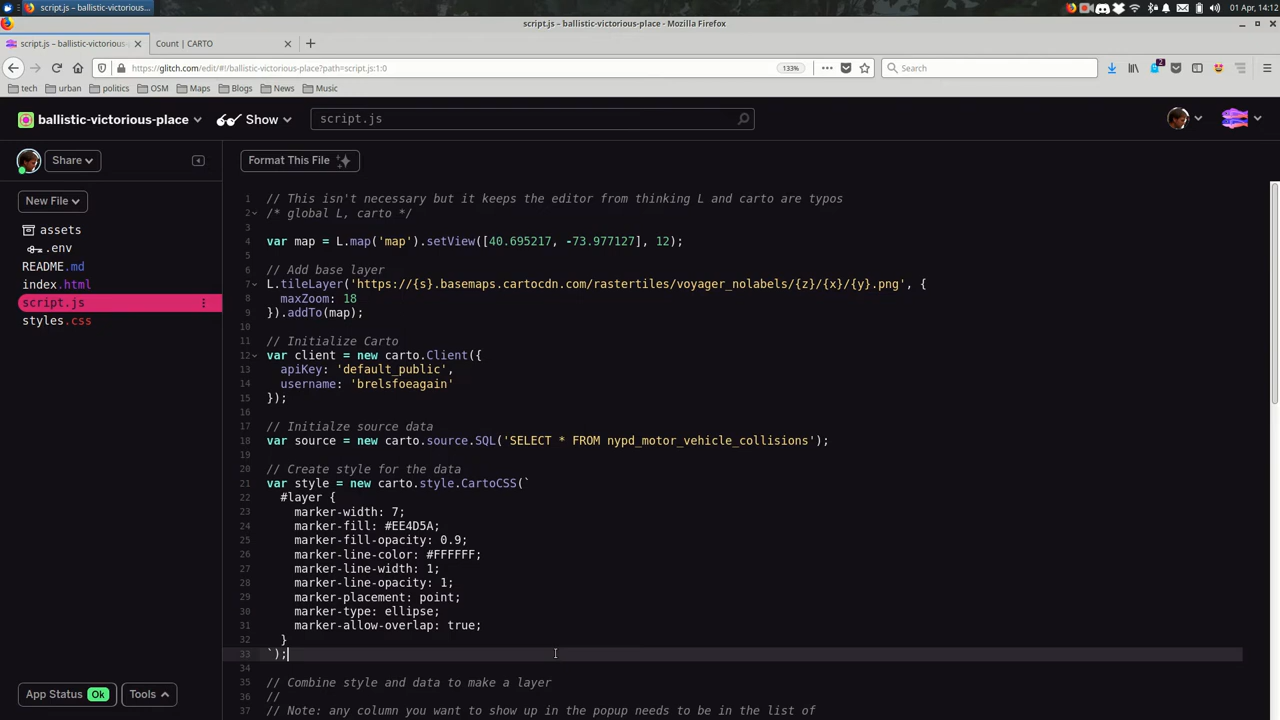 script.js – ballistic-victorious-place...
01 Apr, 14:12
script.js – ballistic-victorious-place - Mozilla Firefox
script.js – ballistic-victorious-
Count | CARTO
https://glitch.com/edit/#!/ballistic-victorious-place?path=script.js:1:0
133%
Search
2
tech
urban
politics
OSM
Maps
Blogs
News
Music
ballistic-victorious-place
Show
script.js
Share
Format This File
New File
assets
.env
README.md
index.html
script.js
styles.css
1 // This isn't necessary but it keeps the editor from thinking L and carto are typos
2 /* global L, carto */
3
4 var map = L.map('map').setView([40.695217, -73.977127], 12);
5
6 // Add base layer
7 L.tileLayer('https://{s}.basemaps.cartocdn.com/rastertiles/voyager_nolabels/{z}/{x}/{y}.png', {
8   maxZoom: 18
9 }).addTo(map);
10
11 // Initialize Carto
12 var client = new carto.Client({
13   apiKey: 'default_public',
14   username: 'brelsfoeagain'
15 });
16
17 // Initialze source data
18 var source = new carto.source.SQL('SELECT * FROM nypd_motor_vehicle_collisions');
19
20 // Create style for the data
21 var style = new carto.style.CartoCSS(`
22   #layer {
23     marker-width: 7;
24     marker-fill: #EE4D5A;
25     marker-fill-opacity: 0.9;
26     marker-line-color: #FFFFFF;
27     marker-line-width: 1;
28     marker-line-opacity: 1;
29     marker-placement: point;
30     marker-type: ellipse;
31     marker-allow-overlap: true;
32   }
33 `);
34
35 // Combine style and data to make a layer
36 //
37 // Note: any column you want to show up in the popup needs to be in the list of
App Status Ok
Tools